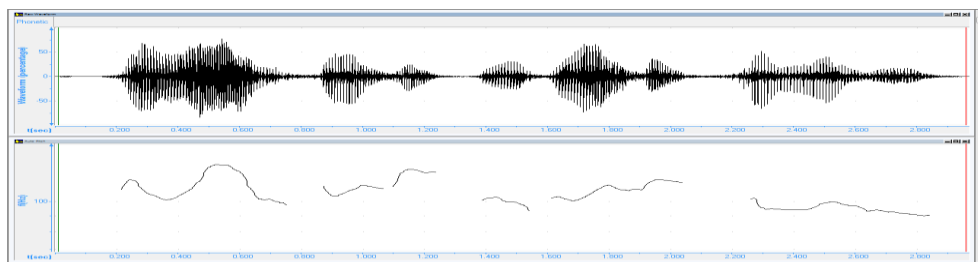 Raw Waveform
Phonetic
Waveform (percentage)
50
0
-50
t[sec] 0.200 0.400 0.600 0.800 1.000 1.200 1.400 1.600 1.800 2.000 2.200 2.400 2.600 2.800
f(Hz)
100
t[sec] 0.200 0.400 0.600 0.800 1.000 1.200 1.400 1.600 1.800 2.000 2.200 2.400 2.600 2.800